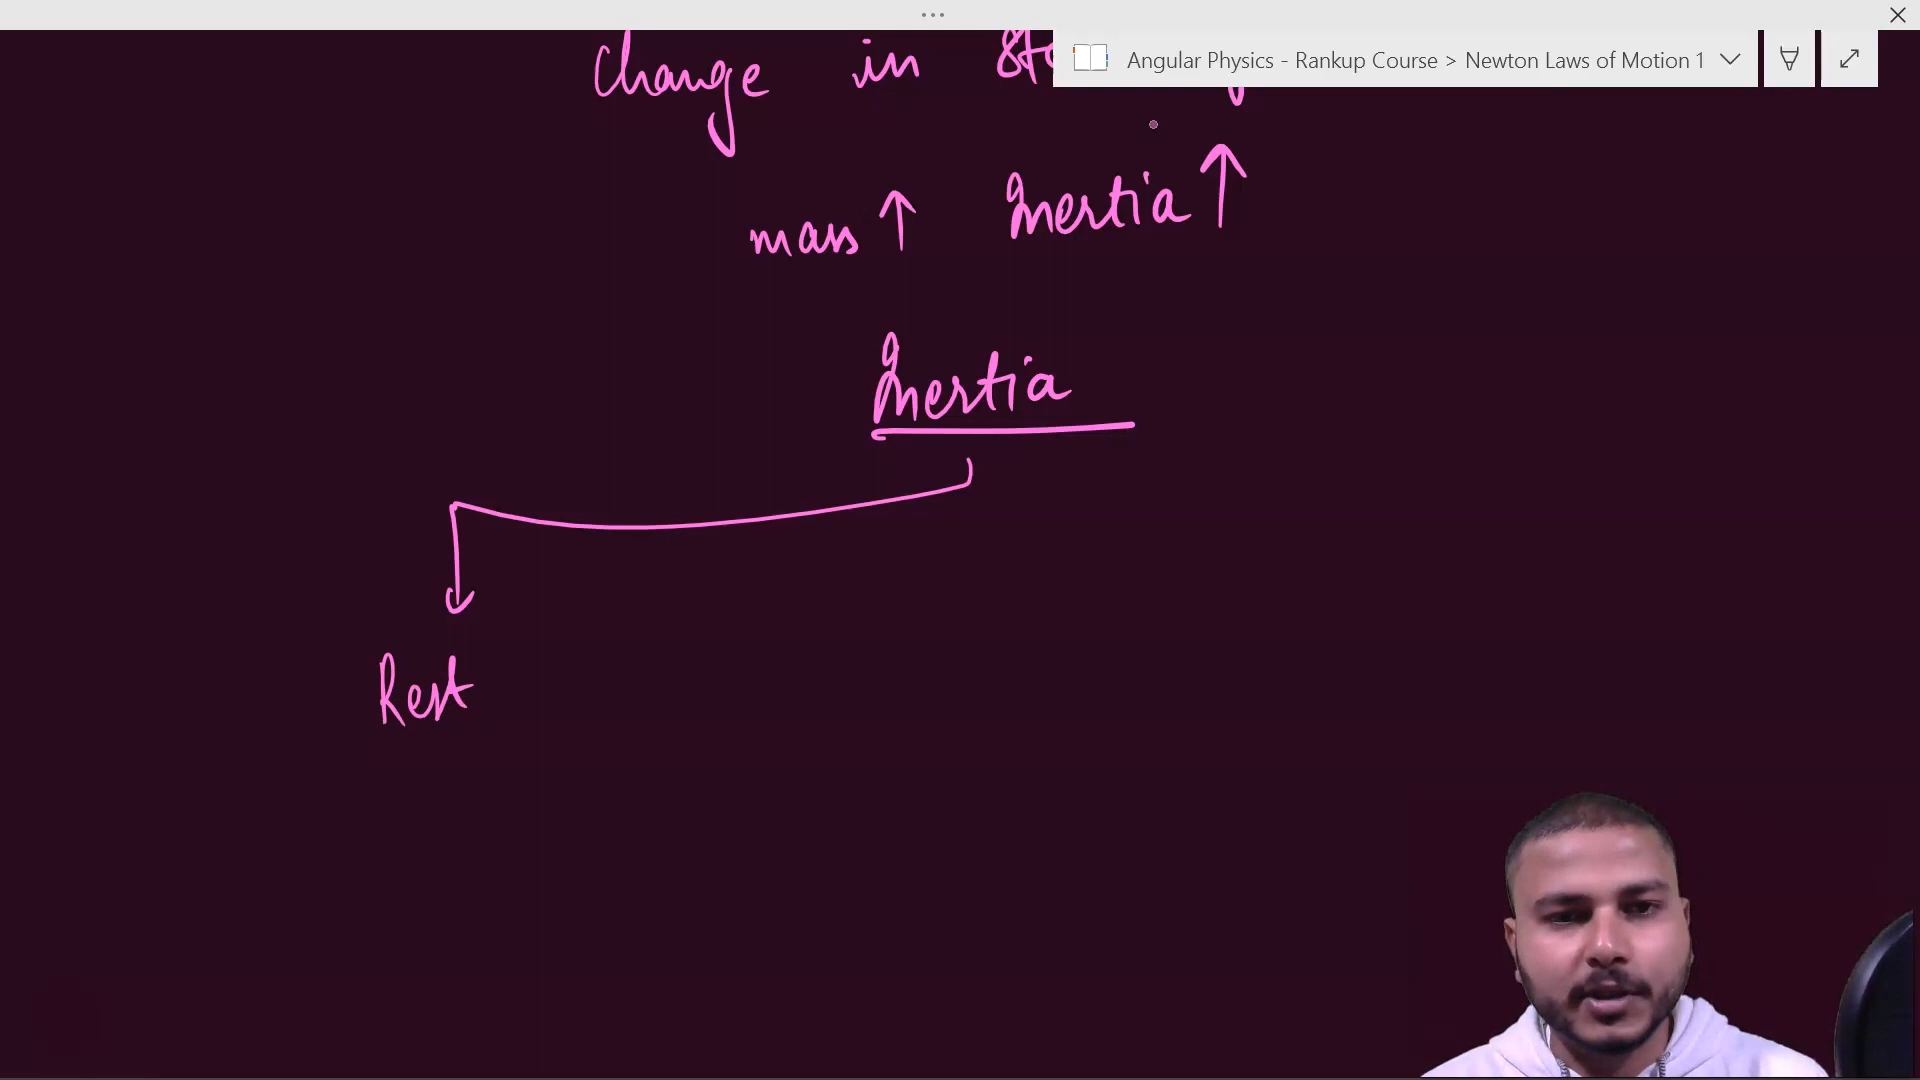 Angular Physics - Rankup Course > Newton Laws of Motion 1
Change in
mass ↑ Inertia ↑
Inertia
Rest